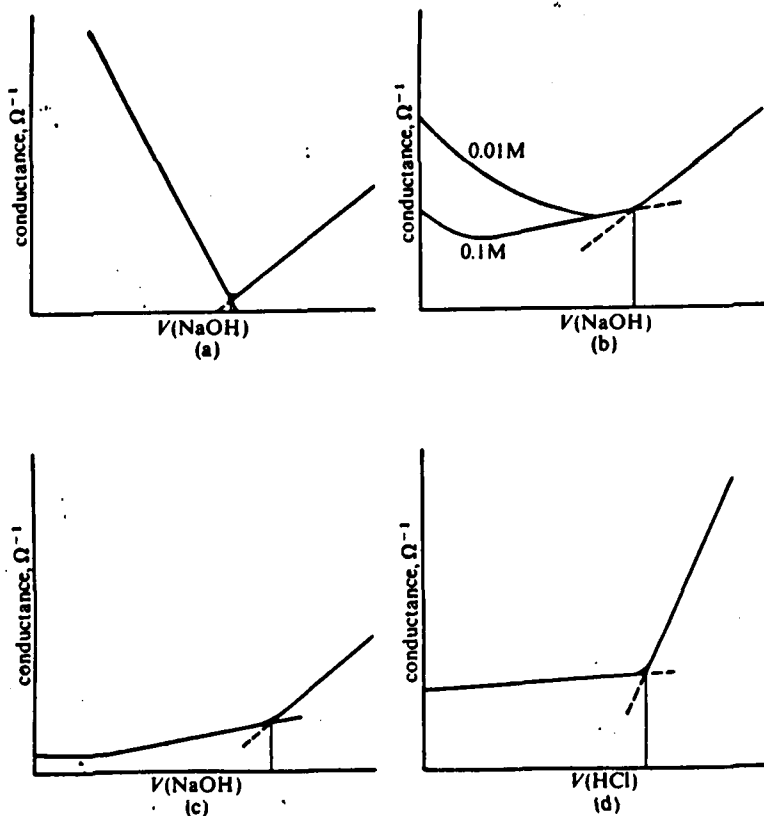 conductance, Ω⁻¹
V(NaOH)
(a)
conductance, Ω⁻¹
0.01M
0.1M
V(NaOH)
(b)
conductance, Ω⁻¹
V(NaOH)
(c)
conductance, Ω⁻¹
V(HCl)
(d)